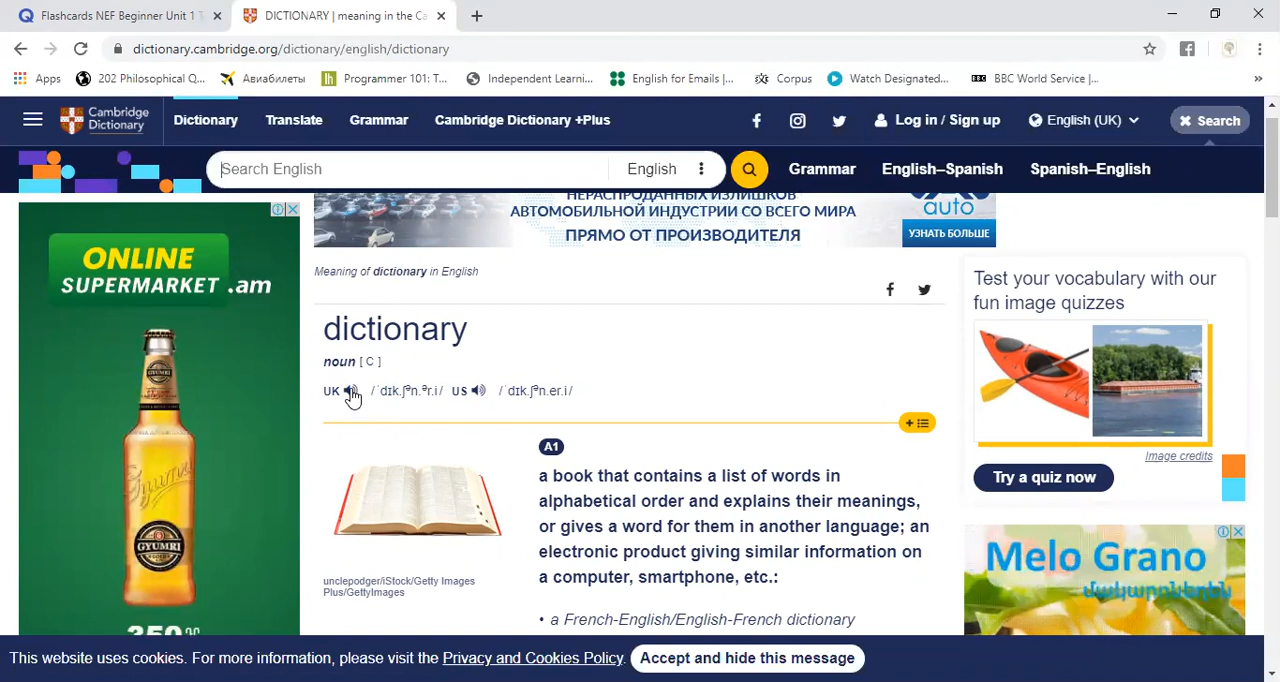 Flashcards NEF Beginner Unit 1 T
DICTIONARY | meaning in the Ca
dictionary.cambridge.org/dictionary/english/dictionary
Apps
202 Philosophical Q...
Авиабилеты
Programmer 101: T...
Independent Learni...
English for Emails |...
Corpus
Watch Designated...
BBC World Service |...
Cambridge
Dictionary
Dictionary
Translate
Grammar
Cambridge Dictionary +Plus
Log in / Sign up
English (UK)
Search
Search English
English
Grammar
English–Spanish
Spanish–English
НЕРАСПРОДАННЫХ ИЗЛИШКОВ
АВТОМОБИЛЬНОЙ ИНДУСТРИИ СО ВСЕГО МИРА
ПРЯМО ОТ ПРОИЗВОДИТЕЛЯ
auto
УЗНАТЬ БОЛЬШЕ
ONLINE
SUPERMARKET .am
GYUMRI
Gyumri
GYUMRI
Meaning of dictionary in English
dictionary
noun [ C ]
UK /ˈdɪk.ʃən.ər.i/ US /ˈdɪk.ʃən.er.i/
A1
a book that contains a list of words in
alphabetical order and explains their meanings,
or gives a word for them in another language; an
electronic product giving similar information on
a computer, smartphone, etc.:
• a French-English/English-French dictionary
unclepodger/iStock/Getty Images
Plus/GettyImages
Test your vocabulary with our
fun image quizzes
Image credits
Try a quiz now
Melo Grano
մակարոններեն
This website uses cookies. For more information, please visit the Privacy and Cookies Policy.
Accept and hide this message